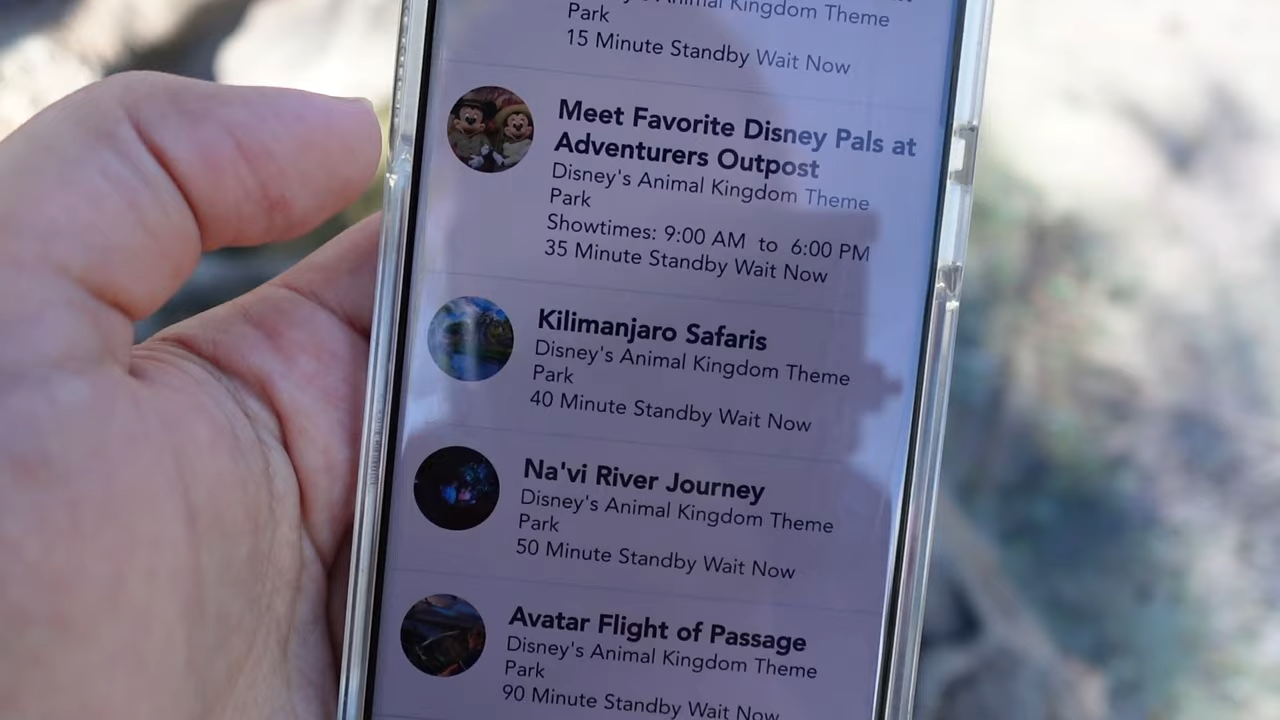 Animal Kingdom Theme
Park
15 Minute Standby Wait Now
Meet Favorite Disney Pals at
Adventurers Outpost
Disney's Animal Kingdom Theme
Park
Showtimes: 9:00 AM to 6:00 PM
35 Minute Standby Wait Now
Kilimanjaro Safaris
Disney's Animal Kingdom Theme
Park
40 Minute Standby Wait Now
Na'vi River Journey
Disney's Animal Kingdom Theme
Park
50 Minute Standby Wait Now
Avatar Flight of Passage
Disney's Animal Kingdom Theme
Park
90 Minute Standby Wait Now